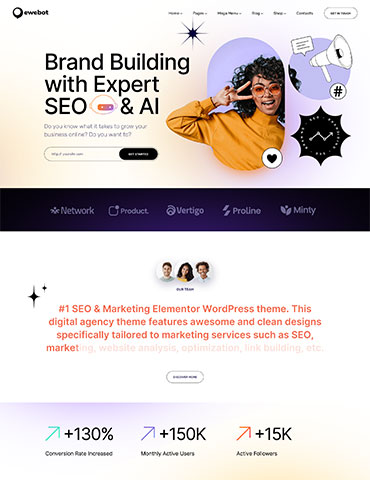 ewebot
Home Pages Mega Menu Blog Shop Contacts GET IN TOUCH
Brand Building
with Expert
SEO & AI
Do you know what it takes to grow your
business online? Do you want to?
GET STARTED
#
Network Product. Vertigo Proline Minty
OUR TEAM
#1 SEO & Marketing Elementor WordPress theme. This
digital agency theme features awesome and clean designs
specifically tailored to marketing services such as SEO,
marketing, website analysis, optimization, link building, etc.
DISCOVER MORE
+130% +150K +15K
Conversion Rate Increased Monthly Active Users Active Followers